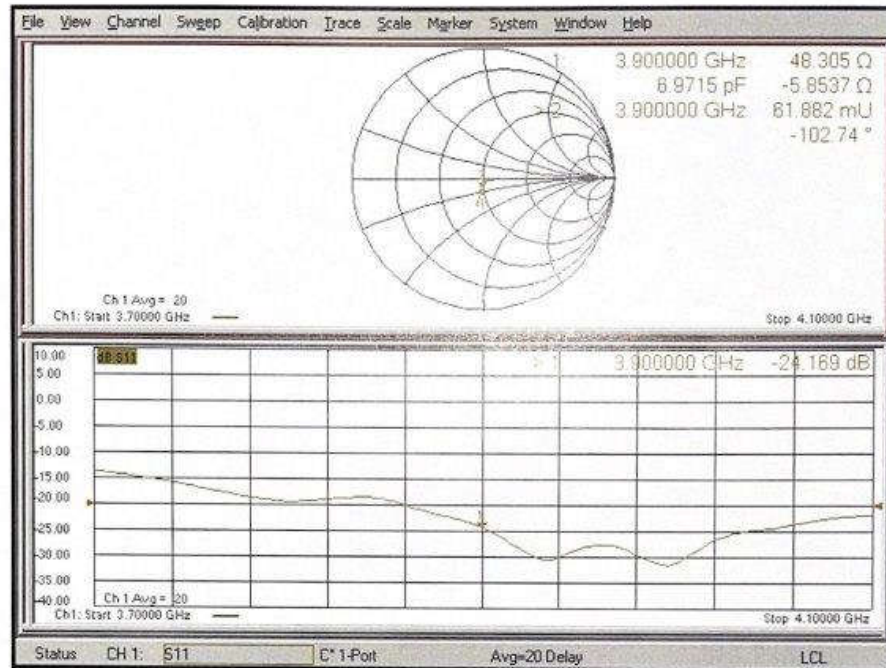 File View Channel Sweep Calibration Trace Scale Marker System Window Help
1: 3.900000 GHz 48.305 Ω
6.9715 pF -5.8537 Ω
> 2: 3.900000 GHz 61.882 mU
-102.74 °
Ch 1 Avg = 20
Ch1: Start 3.70000 GHz
Stop 4.10000 GHz
10.00
dB S11
> 1: 3.900000 GHz -24.169 dB
5.00
0.00
-5.00
-10.00
-15.00
-20.00
-25.00
-30.00
-35.00
-40.00
Ch 1 Avg = 20
Ch1: Start 3.70000 GHz
Stop 4.10000 GHz
Status CH 1: S11 C* 1-Port Avg=20 Delay LCL